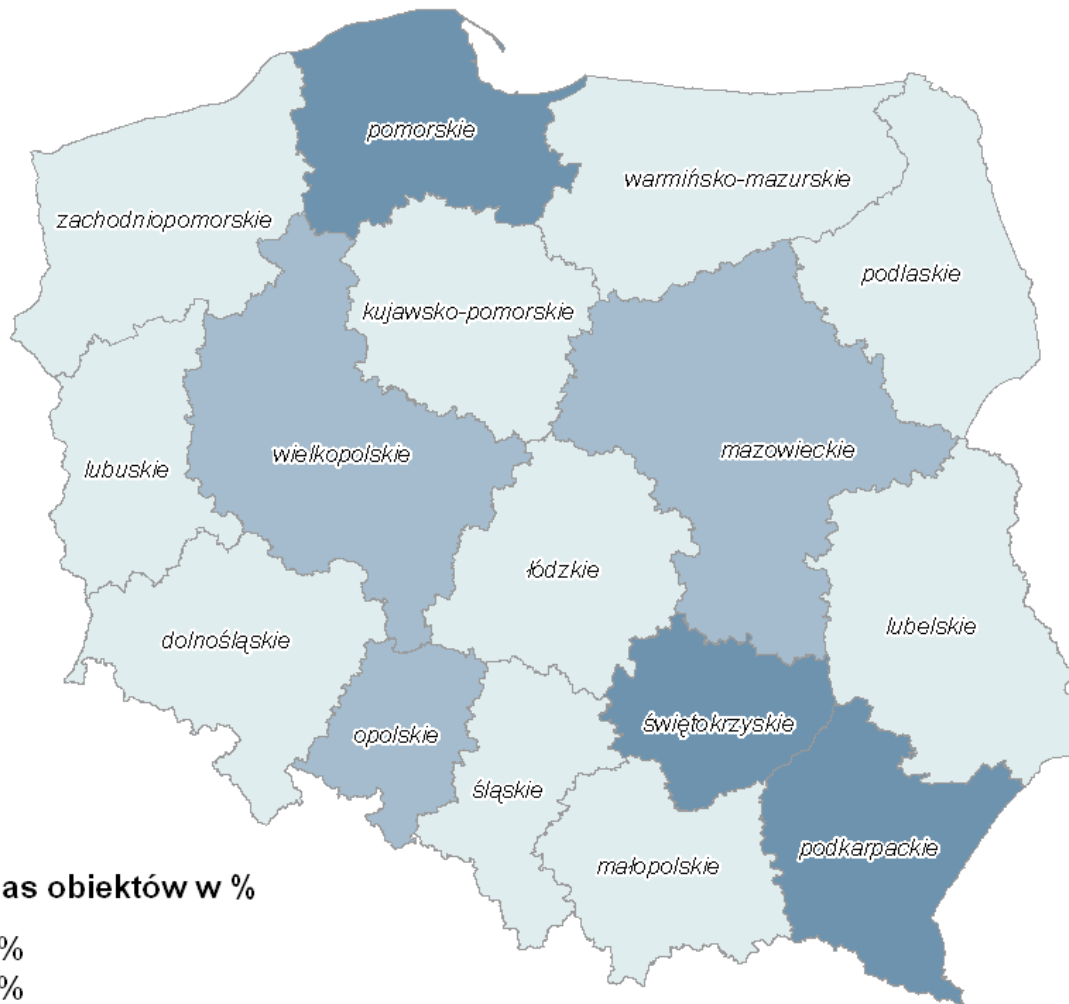 pomorskie
warmińsko-mazurskie
zachodniopomorskie
podlaskie
kujawsko-pomorskie
wielkopolskie
mazowieckie
lubuskie
łódzkie
lubelskie
dolnośląskie
świętokrzyskie
opolskie
śląskie
podkarpackie
małopolskie
as obiektów w %
%
%